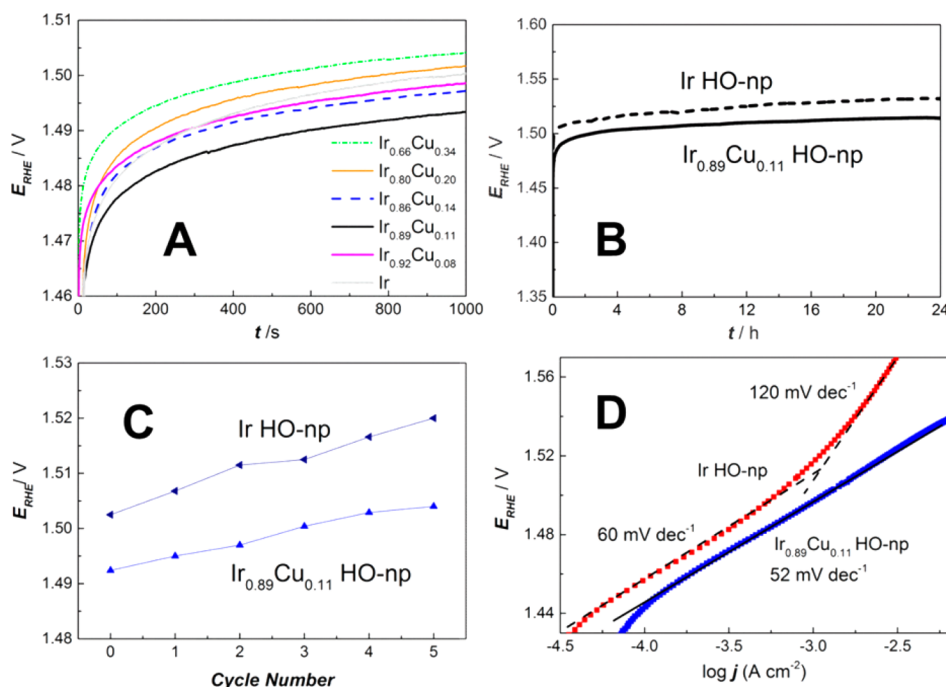 1.51
1.50
1.49
1.48
1.47
1.46
E_RHE / V
0 200 400 600 800 1000
t /s
A
Ir0.66Cu0.34
Ir0.80Cu0.20
Ir0.86Cu0.14
Ir0.89Cu0.11
Ir0.92Cu0.08
Ir
1.60
1.55
1.50
1.45
1.40
1.35
E_RHE / V
0 4 8 12 16 20 24
t / h
B
Ir HO-np
Ir0.89Cu0.11 HO-np
1.53
1.52
1.51
1.50
1.49
1.48
E_RHE / V
0 1 2 3 4 5
Cycle Number
C
Ir HO-np
Ir0.89Cu0.11 HO-np
1.56
1.52
1.48
1.44
E_RHE / V
-4.5 -4.0 -3.5 -3.0 -2.5
log j (A cm-2)
D
120 mV dec-1
Ir HO-np
60 mV dec-1
Ir0.89Cu0.11 HO-np
52 mV dec-1